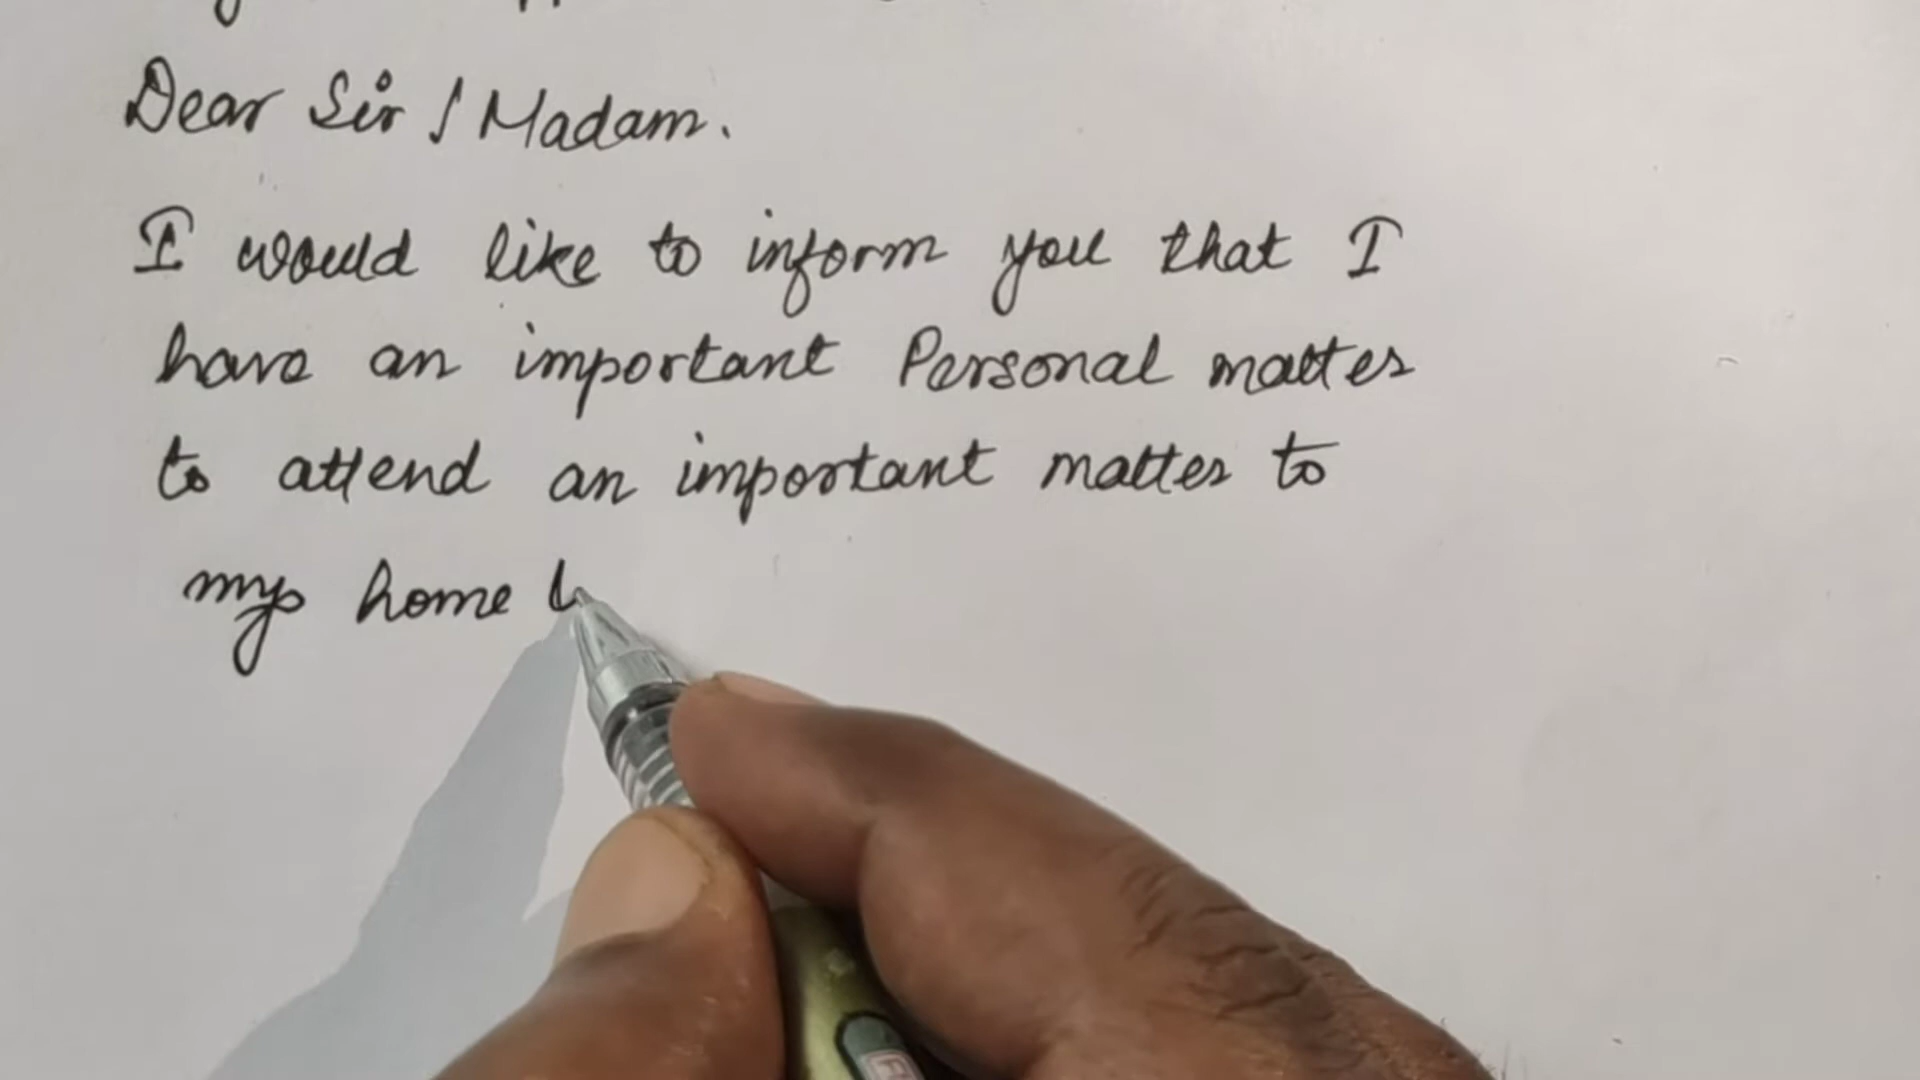 Dear Sir / Madam.
I would like to inform you that I
have an important Personal matter
to attend an important matter to
my home